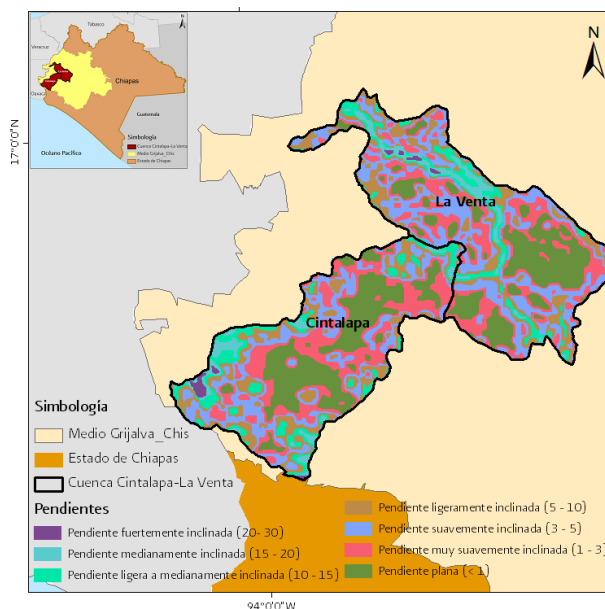 Tabasco
Veracruz
N
Chiapas
Oaxaca
Guatemala
Océano Pacífico
Simbología
Cuenca Cintalapa-La Venta
Medio Grijalva_Chis
Estado de Chiapas
N
17°0'0"N
La Venta
Cintalapa
Simbología
Medio Grijalva_Chis
Estado de Chiapas
Cuenca Cintalapa-La Venta
Pendientes
Pendiente fuertemente inclinada (20- 30)
Pendiente medianamente inclinada (15 - 20)
Pendiente ligera a medianamente inclinada (10 - 15)
Pendiente ligeramente inclinada (5 - 10)
Pendiente suavemente inclinada (3 - 5)
Pendiente muy suavemente inclinada (1 - 3)
Pendiente plana (< 1)
94°0'0"W